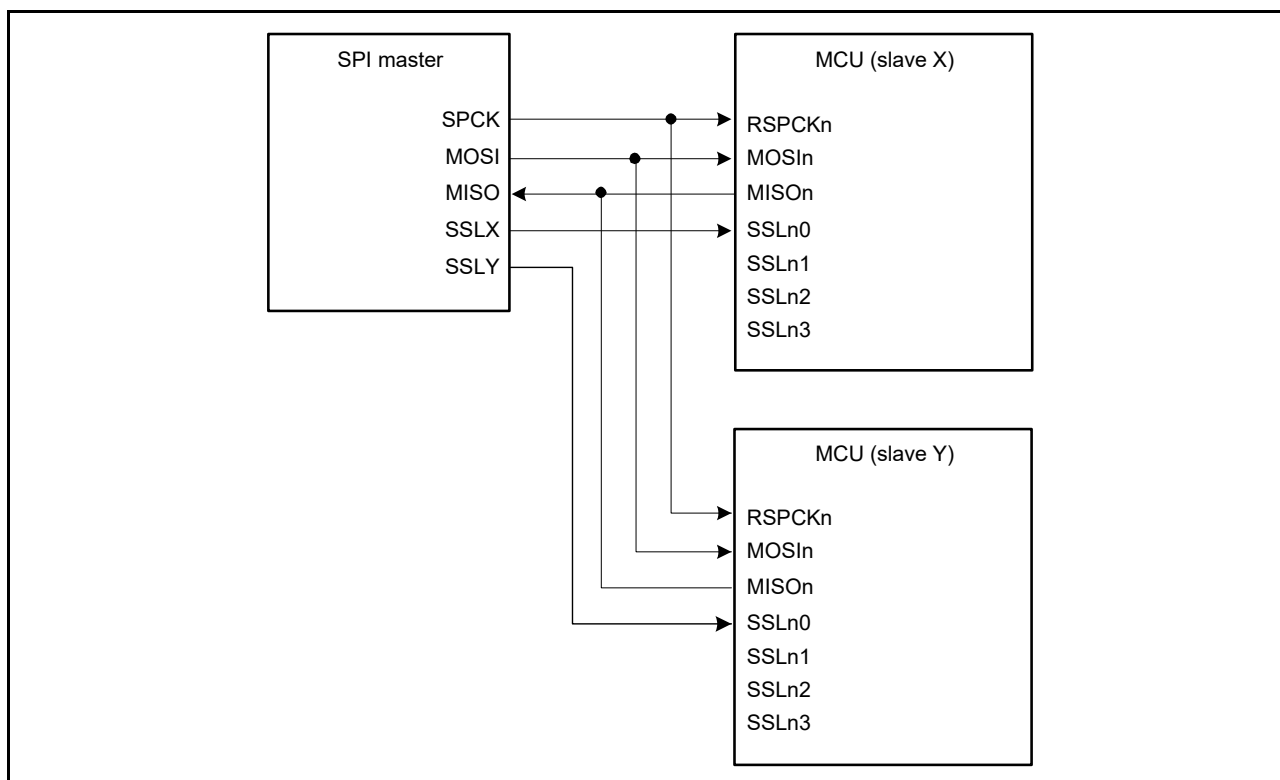 SPI master
SPCK
MOSI
MISO
SSLX
SSLY
MCU (slave X)
RSPCKn
MOSIn
MISOn
SSLn0
SSLn1
SSLn2
SSLn3
MCU (slave Y)
RSPCKn
MOSIn
MISOn
SSLn0
SSLn1
SSLn2
SSLn3